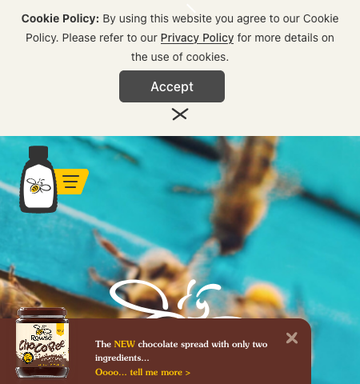 Cookie Policy: By using this website you agree to our Cookie
Policy. Please refer to our Privacy Policy for more details on
the use of cookies.
Accept
Rowse
ChocoBee
The NEW chocolate spread with only two
ingredients...
Oooo... tell me more >